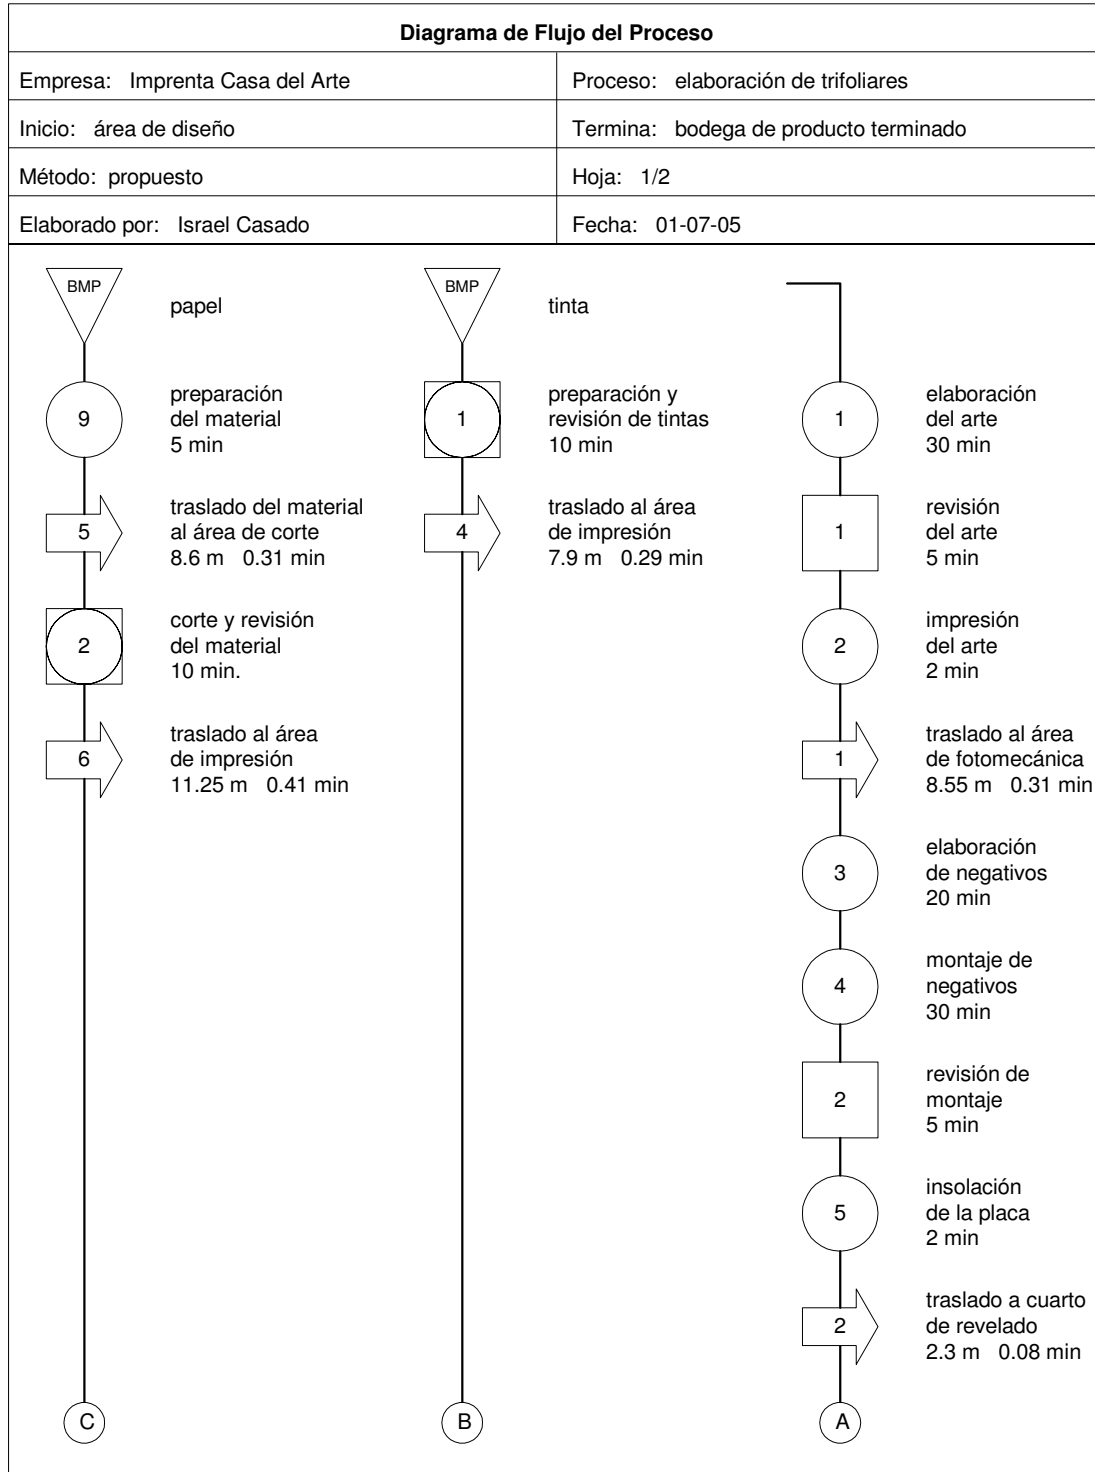 Diagrama de Flujo del Proceso
Empresa: Imprenta Casa del Arte
Proceso: elaboración de trifoliares
Inicio: área de diseño
Termina: bodega de producto terminado
Método: propuesto
Hoja: 1/2
Elaborado por: Israel Casado
Fecha: 01-07-05
BMP
papel
9
preparación
del material
5 min
5
traslado del material
al área de corte
8.6 m 0.31 min
2
corte y revisión
del material
10 min.
6
traslado al área
de impresión
11.25 m 0.41 min
C
BMP
tinta
1
preparación y
revisión de tintas
10 min
4
traslado al área
de impresión
7.9 m 0.29 min
B
1
elaboración
del arte
30 min
1
revisión
del arte
5 min
2
impresión
del arte
2 min
1
traslado al área
de fotomecánica
8.55 m 0.31 min
3
elaboración
de negativos
20 min
4
montaje de
negativos
30 min
2
revisión de
montaje
5 min
5
insolación
de la placa
2 min
2
traslado a cuarto
de revelado
2.3 m 0.08 min
A